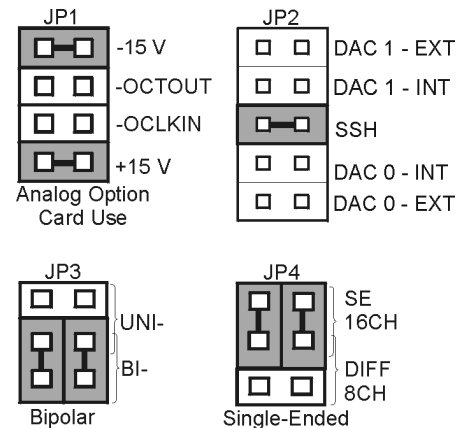 JP1
-15 V
-OCTOUT
-OCLKIN
+15 V
Analog Option
Card Use
JP2
DAC 1 - EXT
DAC 1 - INT
SSH
DAC 0 - INT
DAC 0 - EXT
JP3
UNI-
BI-
Bipolar
JP4
SE
16CH
DIFF
8CH
Single-Ended